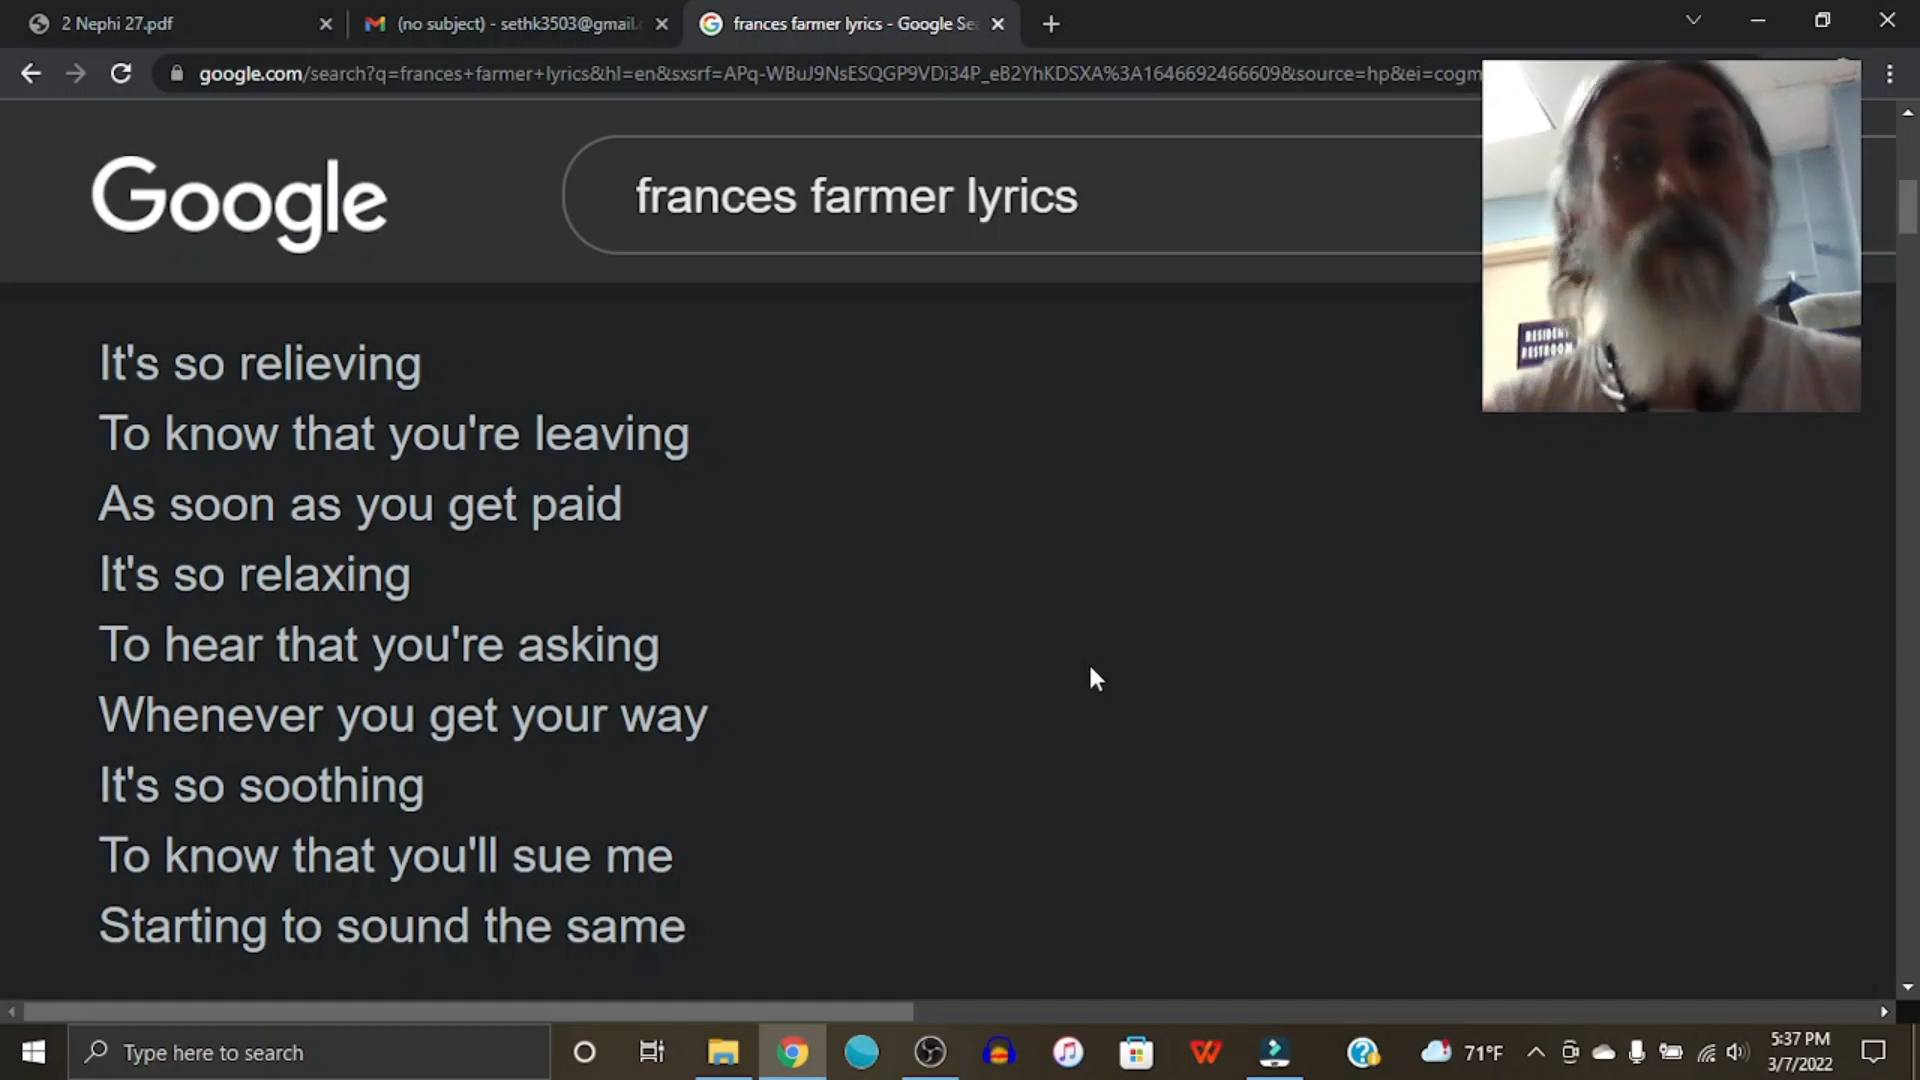 2 Nephi 27.pdf
(no subject) - sethk3503@gmail.
frances farmer lyrics - Google Se
google.com/search?q=frances+farmer+lyrics&hl=en&sxsrf=APq-WBuJ9NsESQGP9VDi34P_eB2YhKDSXA%3A1646692466609&source=hp&ei=cogm
Google
frances farmer lyrics
RESIDENT
RESTROOM
It's so relieving
To know that you're leaving
As soon as you get paid
It's so relaxing
To hear that you're asking
Whenever you get your way
It's so soothing
To know that you'll sue me
Starting to sound the same
Type here to search
71°F
5:37 PM
3/7/2022